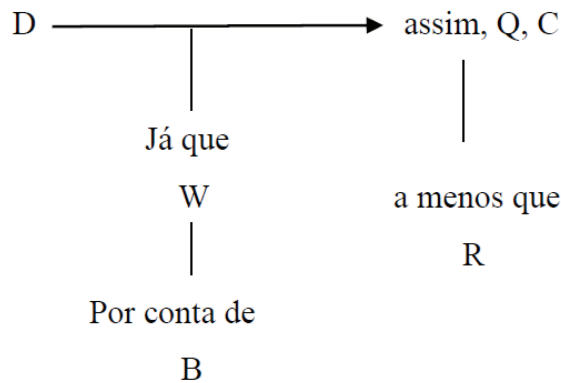 D assim, Q, C
Já que
W a menos que
R
Por conta de
B